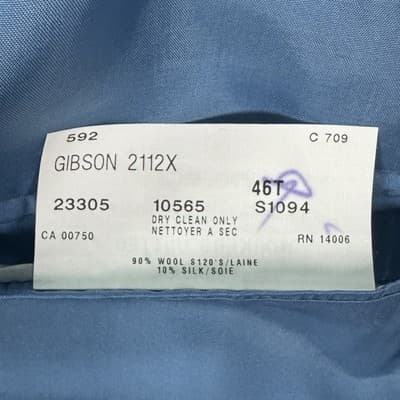 592 C 709
GIBSON 2112X
46T
23305 10565 S1094
DRY CLEAN ONLY
NETTOYER A SEC
CA 00750 RN 14006
90% WOOL S120'S/LAINE
10% SILK/SOIE